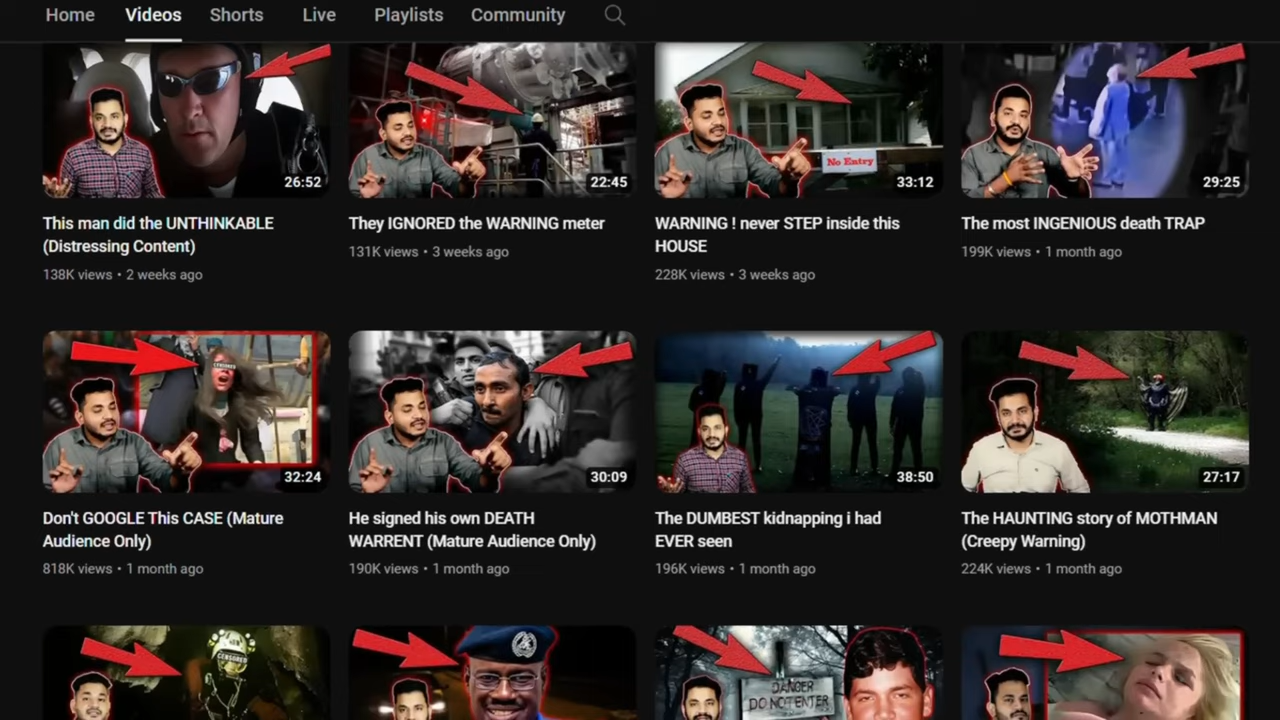 Home Videos Shorts Live Playlists Community
No Entry
26:52
22:45
33:12
29:25
This man did the UNTHINKABLE
(Distressing Content)
138K views • 2 weeks ago
They IGNORED the WARNING meter
131K views • 3 weeks ago
WARNING ! never STEP inside this
HOUSE
228K views • 3 weeks ago
The most INGENIOUS death TRAP
199K views • 1 month ago
CENSORED
32:24
30:09
38:50
27:17
Don't GOOGLE This CASE (Mature
Audience Only)
818K views • 1 month ago
He signed his own DEATH
WARRENT (Mature Audience Only)
190K views • 1 month ago
The DUMBEST kidnapping i had
EVER seen
196K views • 1 month ago
The HAUNTING story of MOTHMAN
(Creepy Warning)
224K views • 1 month ago
CENSORED
DANGER
DO NOT ENTER